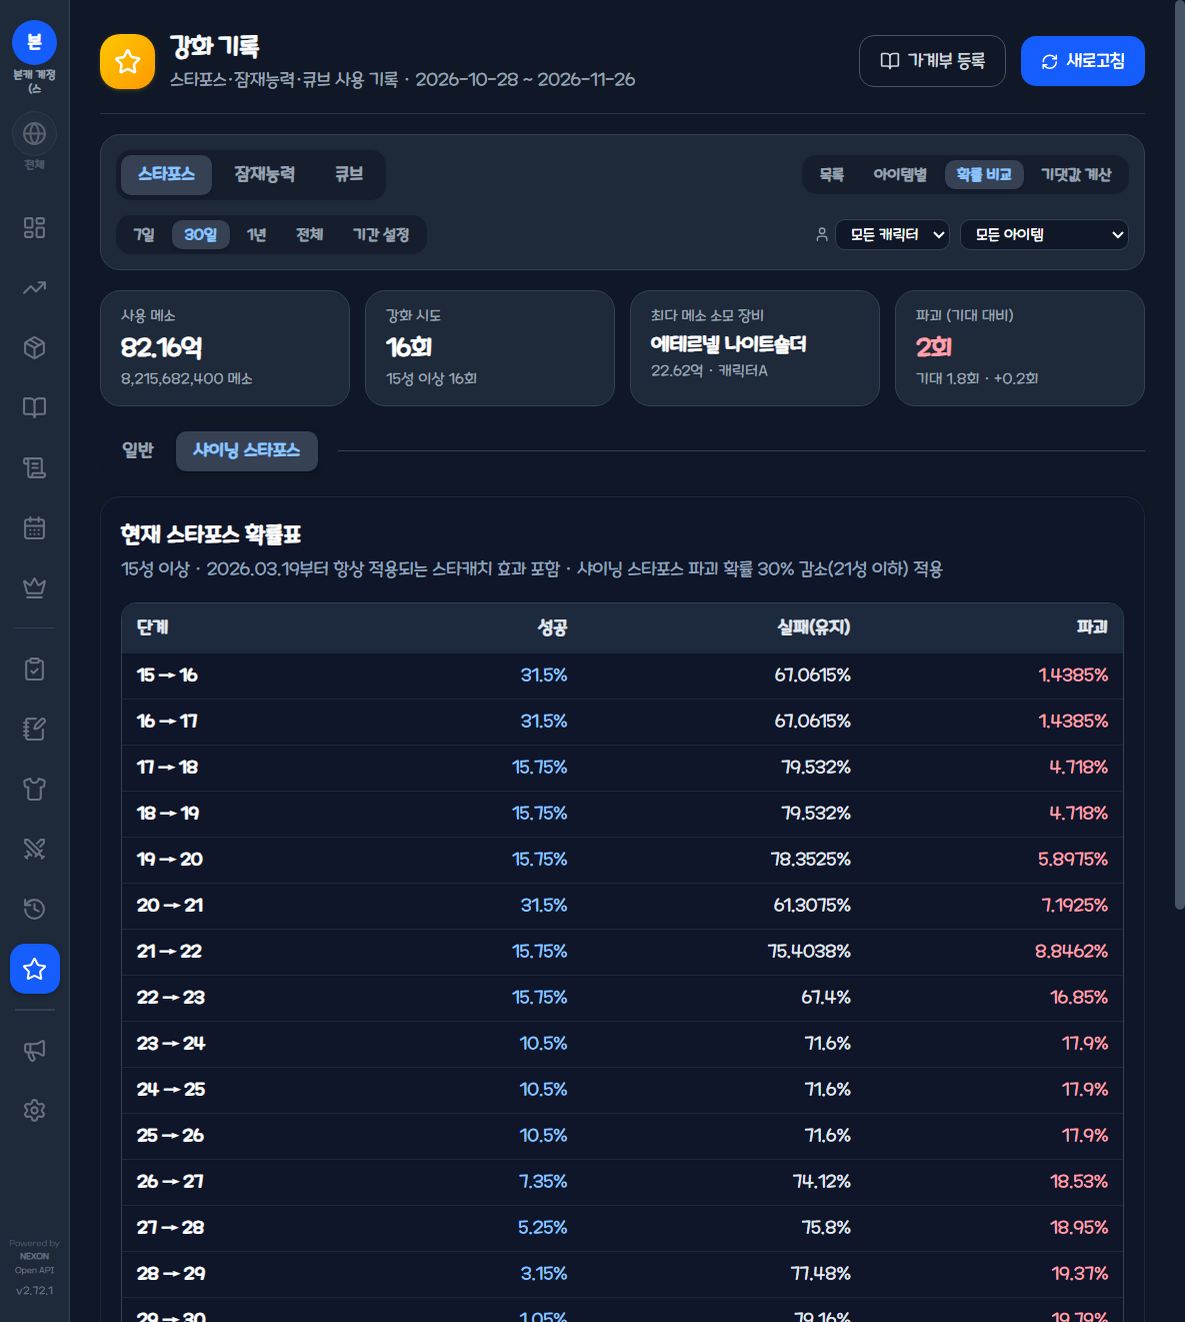 본
본캐 계정
(스
전체
Powered by
NEXON
Open API
v2.72.1
강화 기록
스타포스·잠재능력·큐브 사용 기록 · 2026-10-28 ~ 2026-11-26
가계부 등록
새로고침
스타포스 잠재능력 큐브
목록 아이템별 확률 비교 기댓값 계산
7일 30일 1년 전체 기간 설정
모든 캐릭터 모든 아이템
사용 메소
82.16억
8,215,682,400 메소
강화 시도
16회
15성 이상 16회
최다 메소 소모 장비
에테르넬 나이트숄더
22.62억 · 캐릭터A
파괴 (기대 대비)
2회
기대 1.8회 · +0.2회
일반 샤이닝 스타포스
현재 스타포스 확률표
15성 이상 · 2026.03.19부터 항상 적용되는 스타캐치 효과 포함 · 샤이닝 스타포스 파괴 확률 30% 감소(21성 이하) 적용
단계 성공 실패(유지) 파괴
15 → 16 31.5% 67.0615% 1.4385%
16 → 17 31.5% 67.0615% 1.4385%
17 → 18 15.75% 79.532% 4.718%
18 → 19 15.75% 79.532% 4.718%
19 → 20 15.75% 78.3525% 5.8975%
20 → 21 31.5% 61.3075% 7.1925%
21 → 22 15.75% 75.4038% 8.8462%
22 → 23 15.75% 67.4% 16.85%
23 → 24 10.5% 71.6% 17.9%
24 → 25 10.5% 71.6% 17.9%
25 → 26 10.5% 71.6% 17.9%
26 → 27 7.35% 74.12% 18.53%
27 → 28 5.25% 75.8% 18.95%
28 → 29 3.15% 77.48% 19.37%
29 → 30 1.05% 79.16% 19.79%